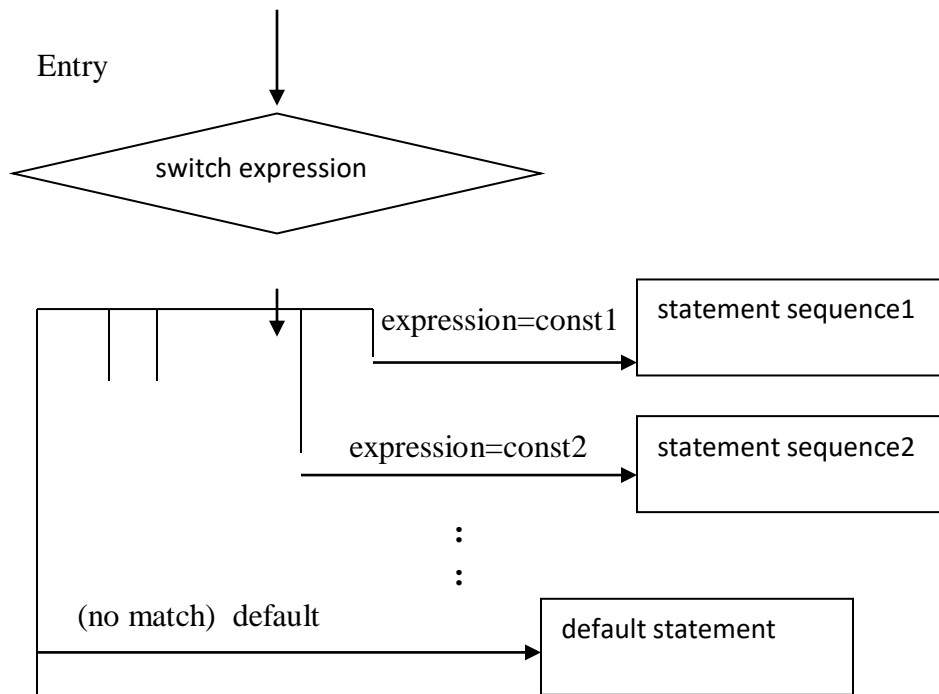 Entry
switch expression
expression=const1
statement sequence1
expression=const2
statement sequence2
:
:
(no match) default
default statement